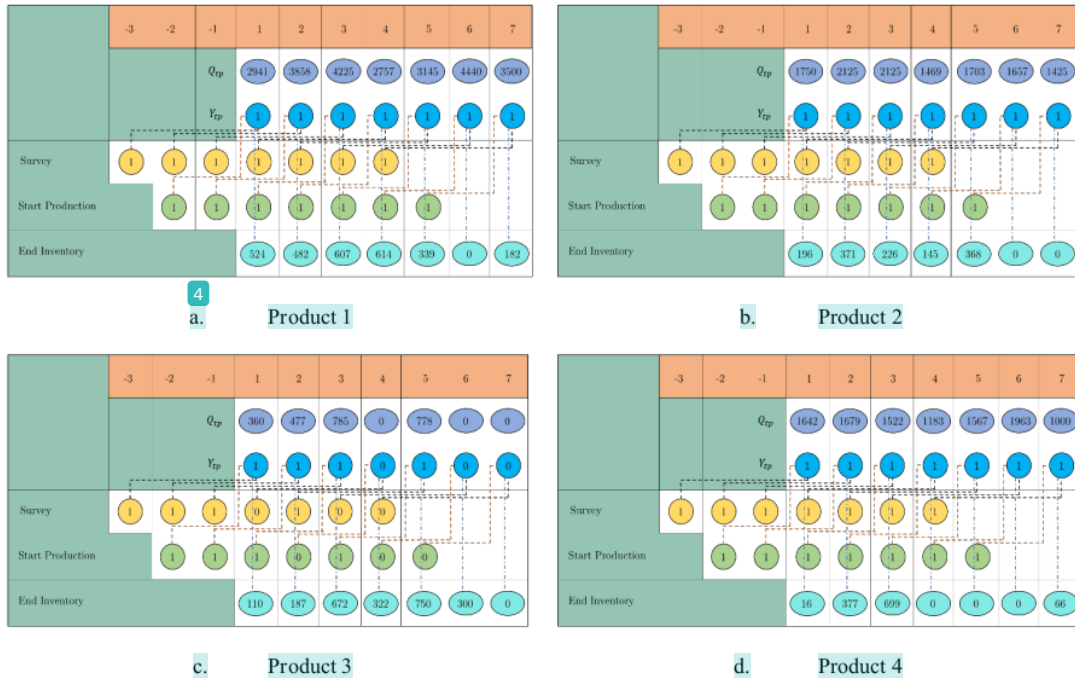 -3 -2 -1 1 2 3 4 5 6 7
Q_tp 2941 3858 4225 2757 3145 4440 3500
Y_tp 1 1 1 1 1 1 1
Survey 1 1 1 1 1 1 1
Start Production 1 1 1 1 1 1 1
End Inventory 524 482 607 614 339 0 182
4
a. Product 1
-3 -2 -1 1 2 3 4 5 6 7
Q_tp 1750 2125 2125 1469 1703 1657 1425
Y_tp 1 1 1 1 1 1 1
Survey 1 1 1 1 1 1 1
Start Production 1 1 1 1 1 1 1
End Inventory 196 371 226 145 368 0 0
b. Product 2
-3 -2 -1 1 2 3 4 5 6 7
Q_tp 360 477 785 0 778 0 0
Y_tp 1 1 1 0 1 0 0
Survey 1 1 1 0 1 0 0
Start Production 1 1 1 0 1 0 0
End Inventory 110 187 672 322 750 300 0
c. Product 3
-3 -2 -1 1 2 3 4 5 6 7
Q_tp 1642 1679 1522 1183 1567 1963 1000
Y_tp 1 1 1 1 1 1 1
Survey 1 1 1 1 1 1 1
Start Production 1 1 1 1 1 1 1
End Inventory 16 377 699 0 0 0 66
d. Product 4